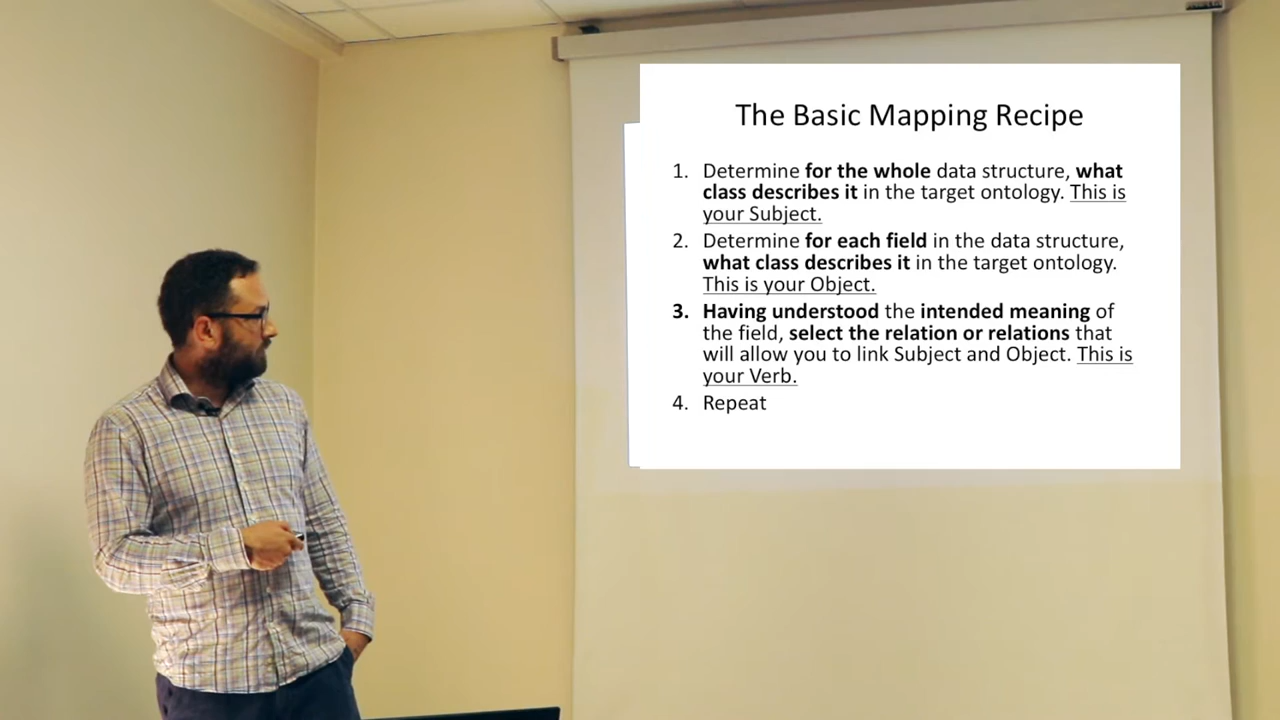 The Basic Mapping Recipe
1. Determine for the whole data structure, what
class describes it in the target ontology. This is
your Subject.
2. Determine for each field in the data structure,
what class describes it in the target ontology.
This is your Object.
3. Having understood the intended meaning of
the field, select the relation or relations that
will allow you to link Subject and Object. This is
your Verb.
4. Repeat